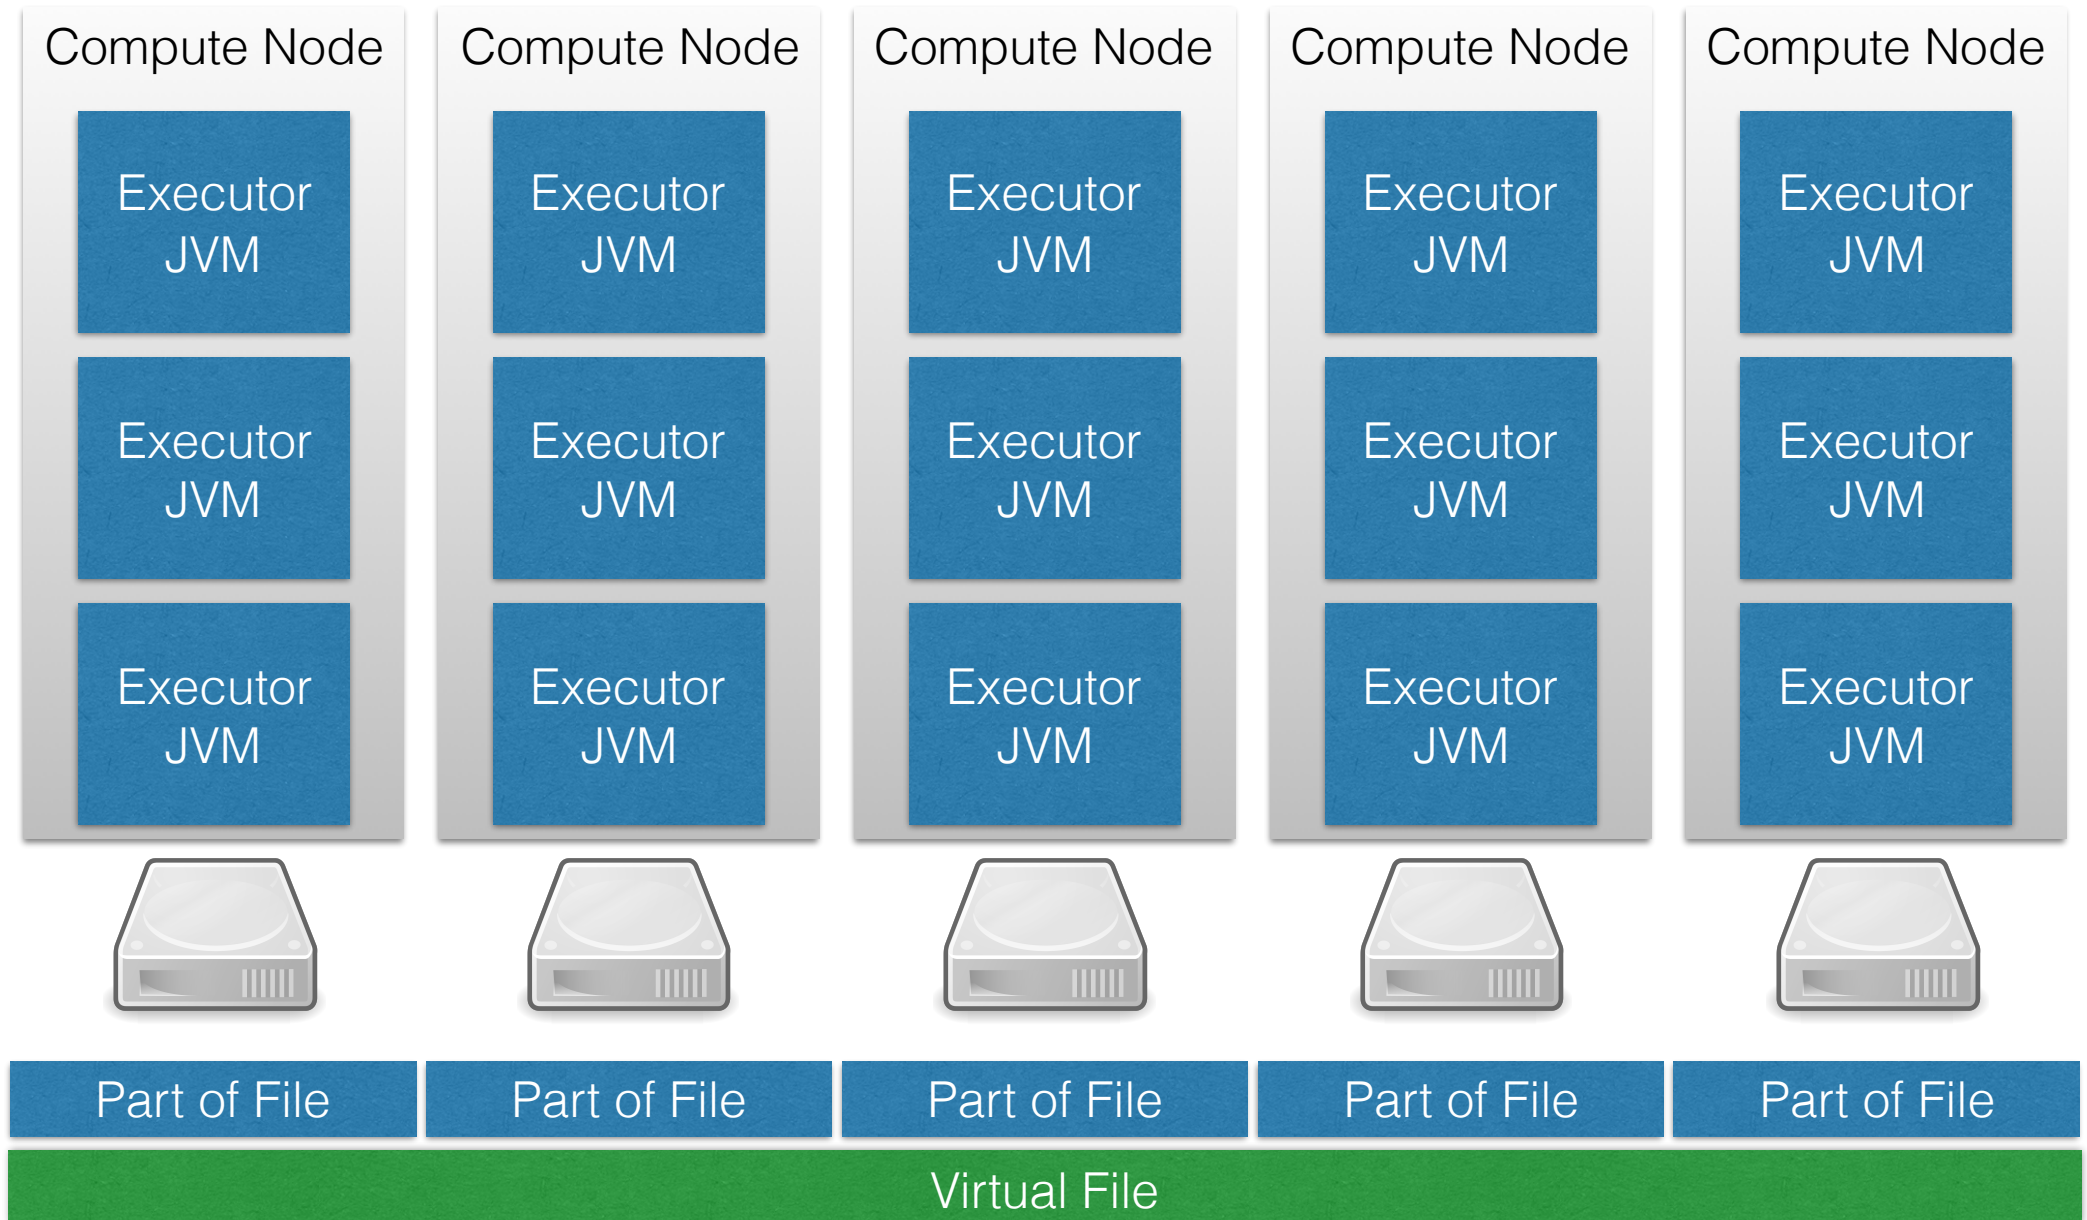 Compute Node Compute Node Compute Node Compute Node Compute Node
Executor Executor Executor Executor Executor
JVM JVM JVM JVM JVM
Executor Executor Executor Executor Executor
JVM JVM JVM JVM JVM
Executor Executor Executor Executor Executor
JVM JVM JVM JVM JVM
Part of File Part of File Part of File Part of File Part of File
Virtual File